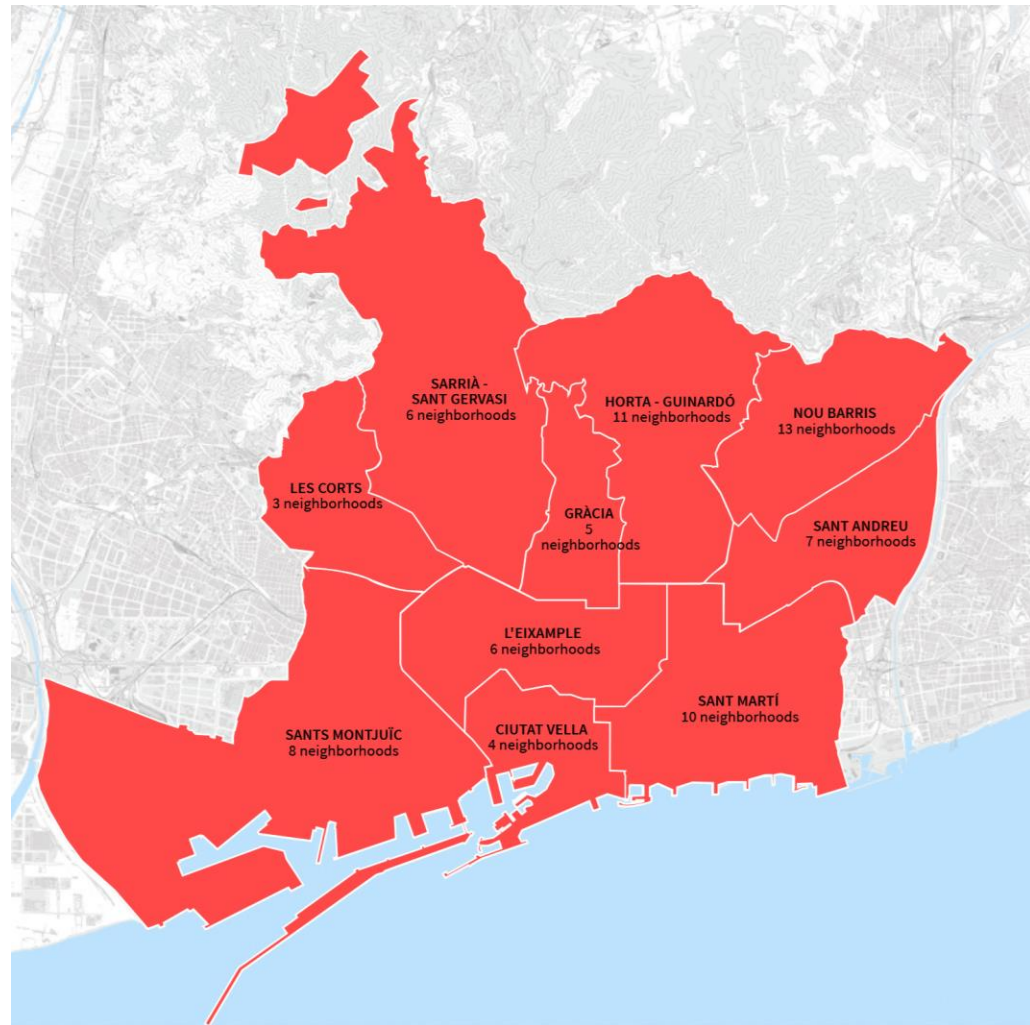 SARRIÀ -
SANT GERVASI
6 neighborhoods
HORTA - GUINARDÓ
11 neighborhoods
NOU BARRIS
13 neighborhoods
LES CORTS
3 neighborhoods
GRÀCIA
5
neighborhoods
SANT ANDREU
7 neighborhoods
L'EIXAMPLE
6 neighborhoods
SANT MARTÍ
10 neighborhoods
SANTS MONTJUÏC
8 neighborhoods
CIUTAT VELLA
4 neighborhoods